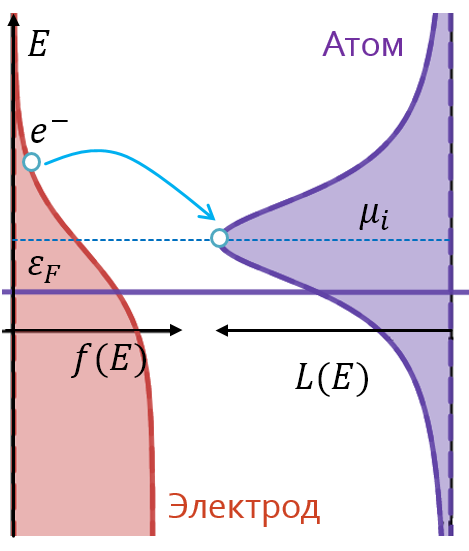 E
Атом
e⁻
μᵢ
ε_F
f(E)
L(E)
Электрод